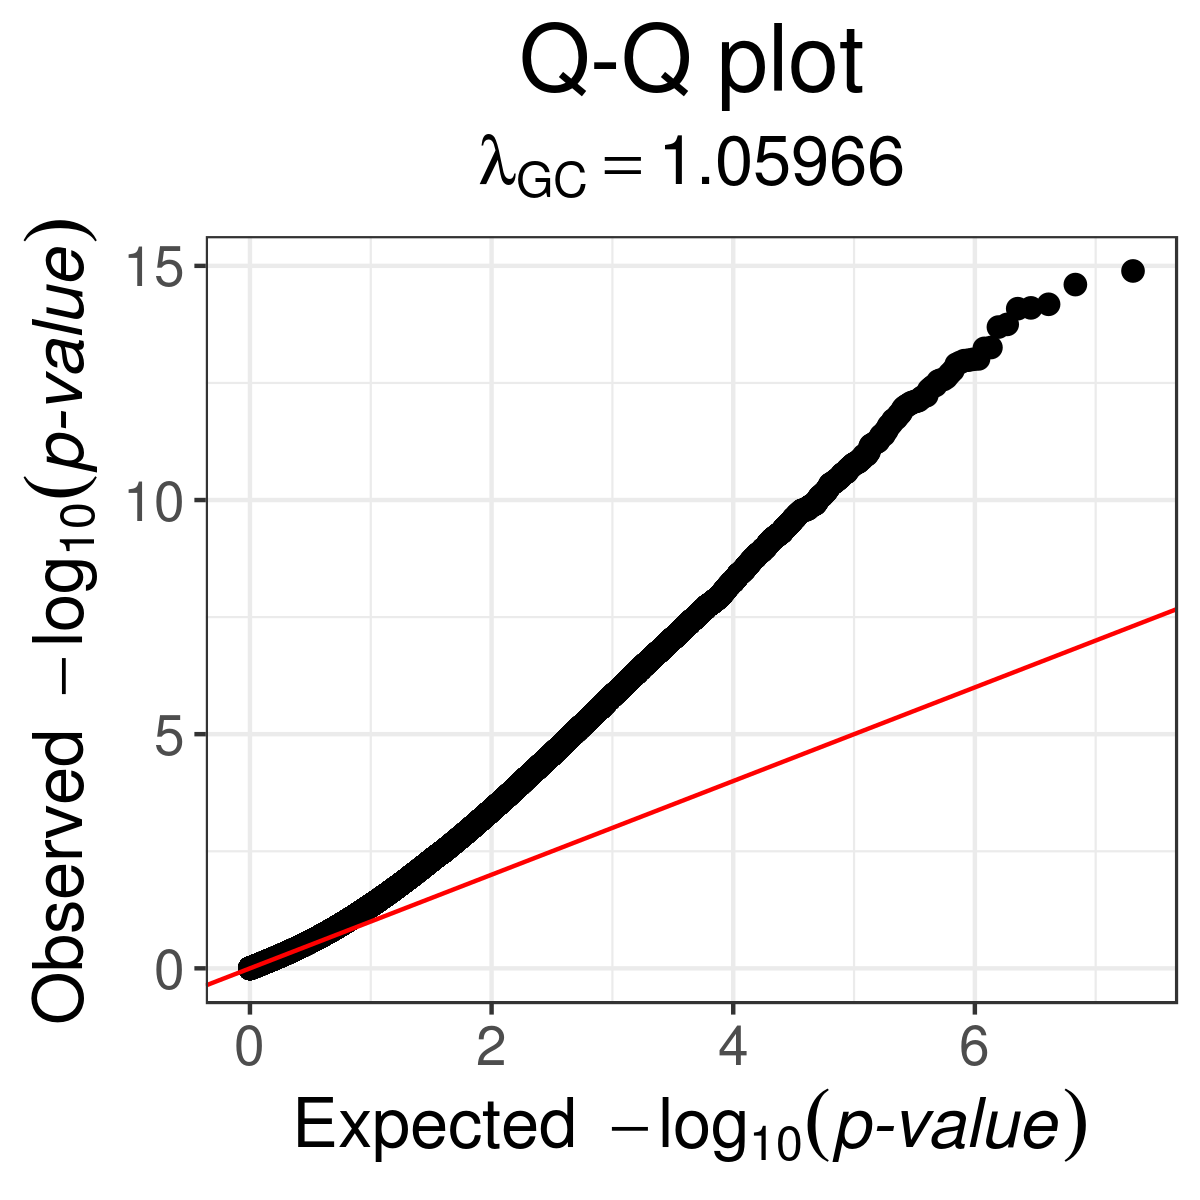 Q-Q plot
λGC = 1.05966
Observed −log10(p-value)
15
10
5
0
0 2 4 6
Expected −log10(p-value)